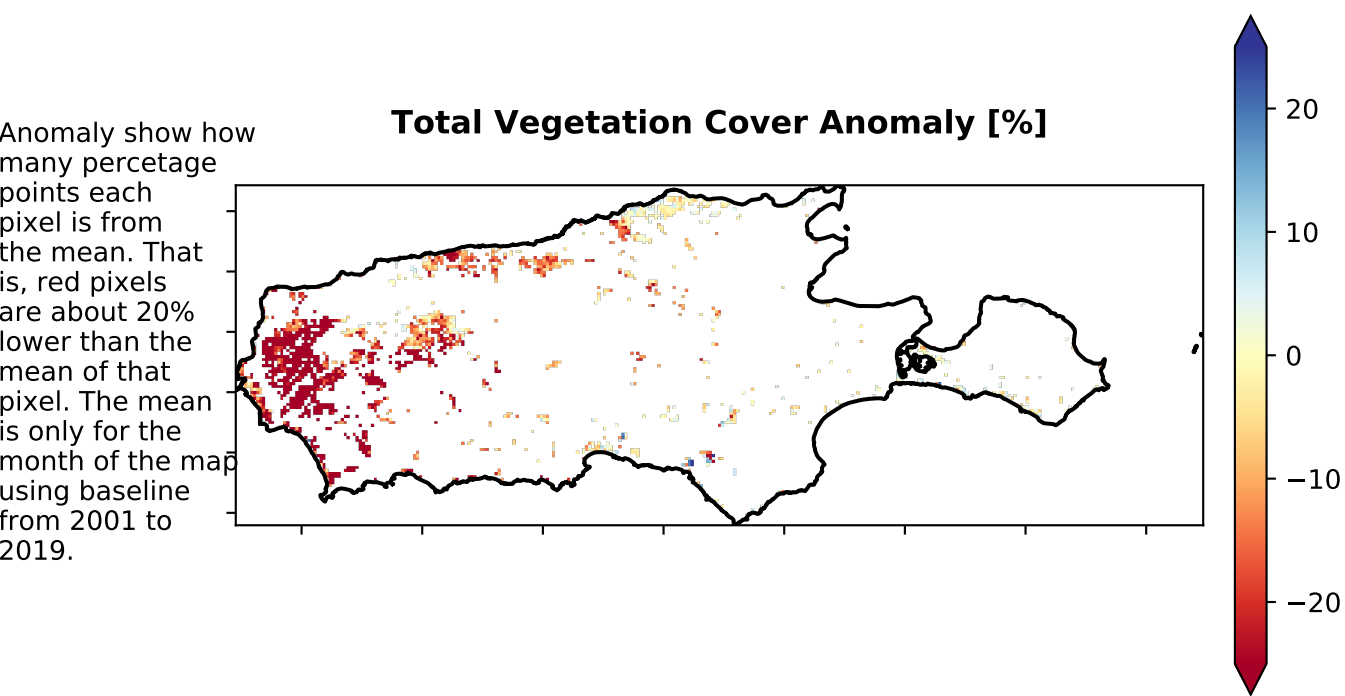 Total Vegetation Cover Anomaly [%]
Anomaly show how
many percetage
points each
pixel is from
the mean. That
is, red pixels
are about 20%
lower than the
mean of that
pixel. The mean
is only for the
month of the map
using baseline
from 2001 to
2019.
20
10
0
−10
−20